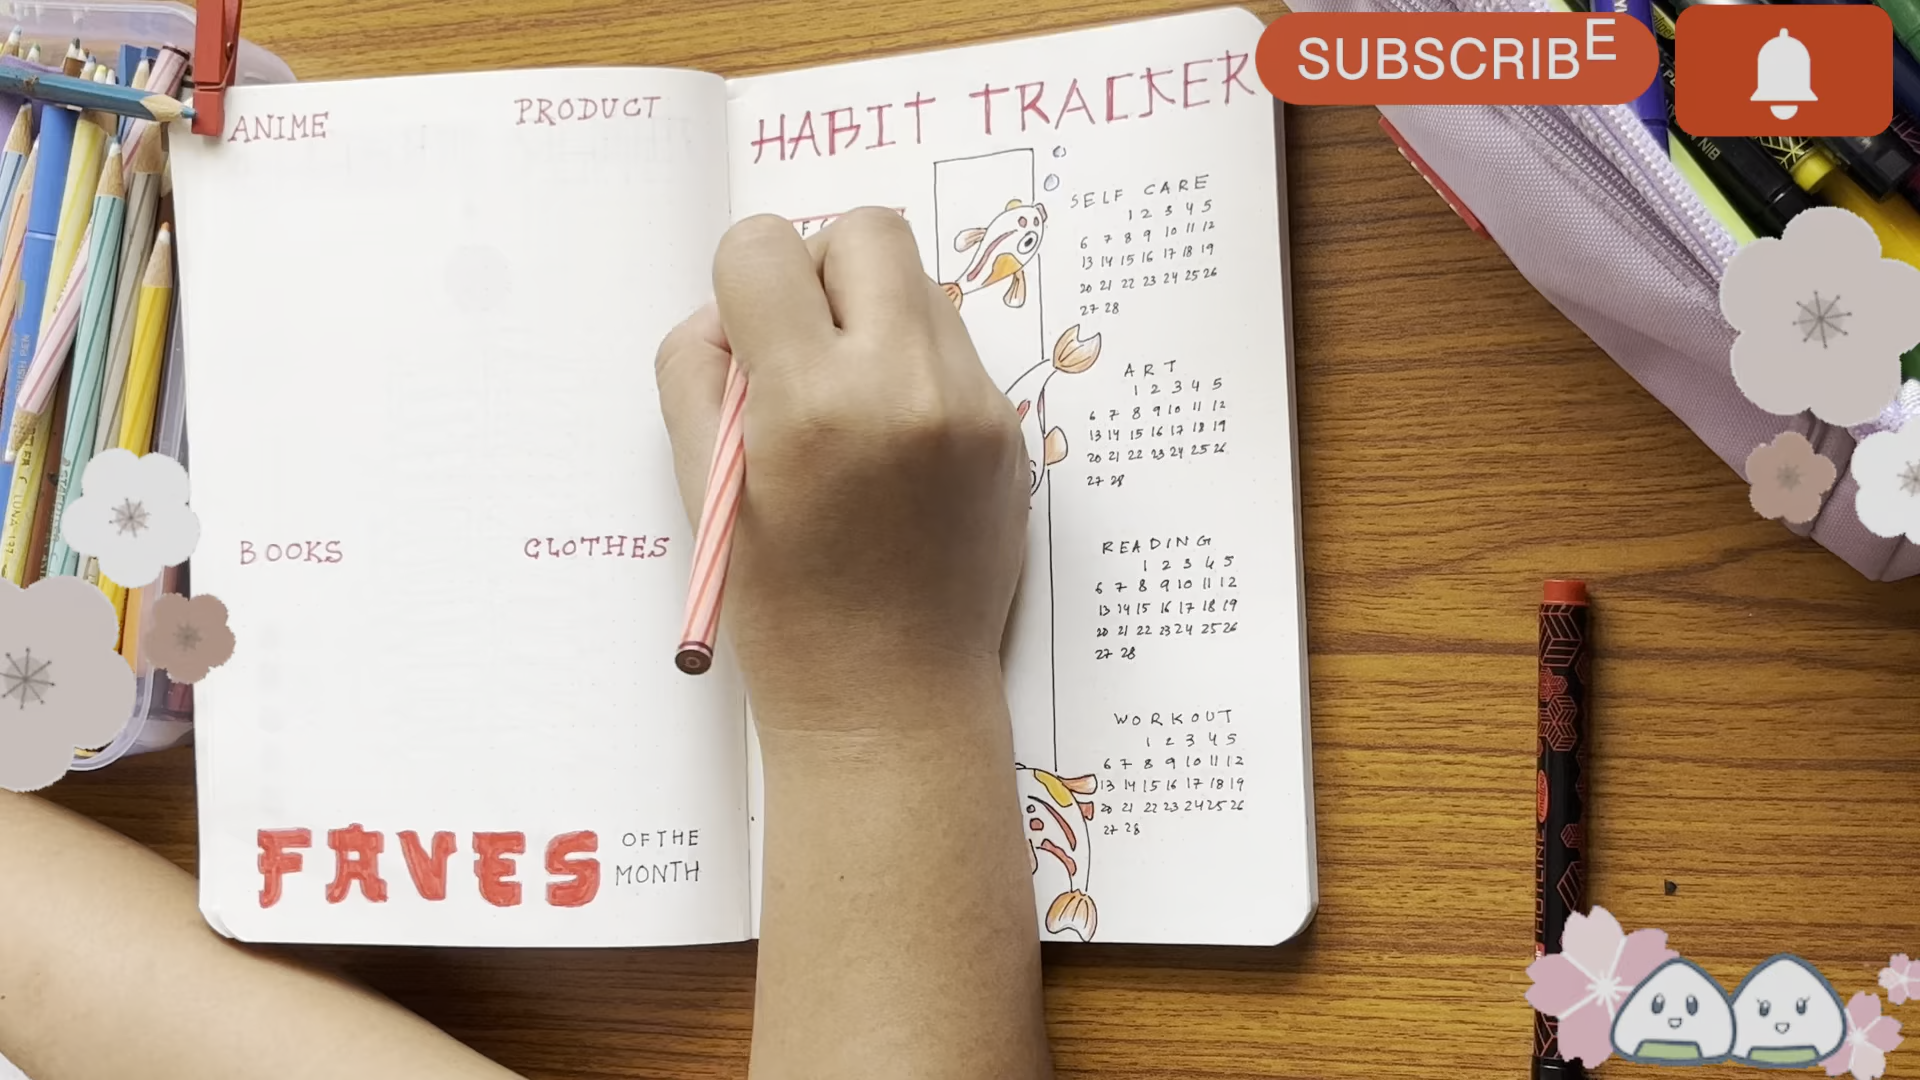 SUBSCRIBE
ANIME
PRODUCT
BOOKS
CLOTHES
FAVES
OF THE
MONTH
HABIT TRACKER
SELF CARE
1 2 3 4 5
6 7 8 9 10 11 12
13 14 15 16 17 18 19
20 21 22 23 24 25 26
27 28
ART
1 2 3 4 5
6 7 8 9 10 11 12
13 14 15 16 17 18 19
20 21 22 23 24 25 26
27 28
READING
1 2 3 4 5
6 7 8 9 10 11 12
13 14 15 16 17 18 19
20 21 22 23 24 25 26
27 28
WORKOUT
1 2 3 4 5
6 7 8 9 10 11 12
13 14 15 16 17 18 19
20 21 22 23 24 25 26
27 28